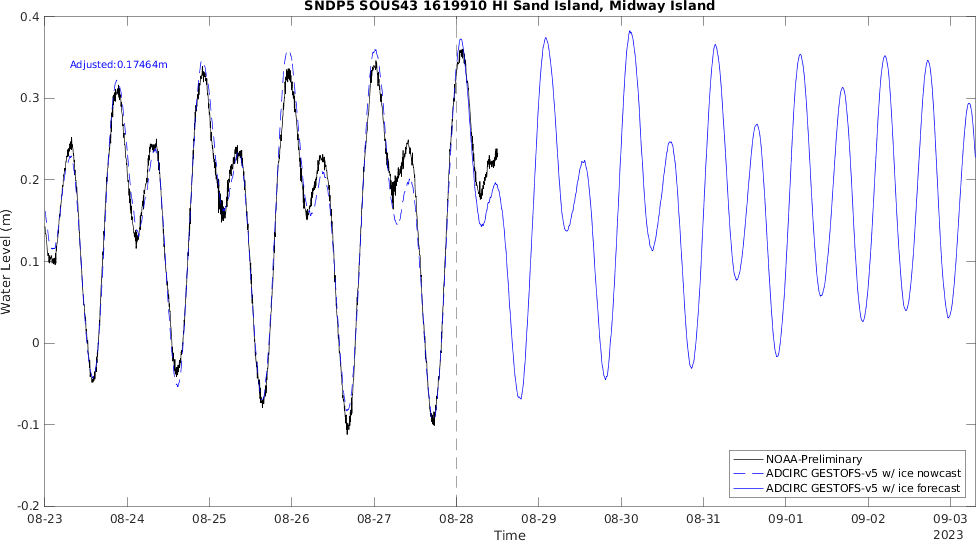 SNDP5 SOUS43 1619910 HI Sand Island, Midway Island
Adjusted:0.17464m
0.4
0.3
0.2
0.1
0
-0.1
-0.2
Water Level (m)
NOAA-Preliminary
ADCIRC GESTOFS-v5 w/ ice nowcast
ADCIRC GESTOFS-v5 w/ ice forecast
08-23 08-24 08-25 08-26 08-27 08-28 08-29 08-30 08-31 09-01 09-02 09-03
Time
2023